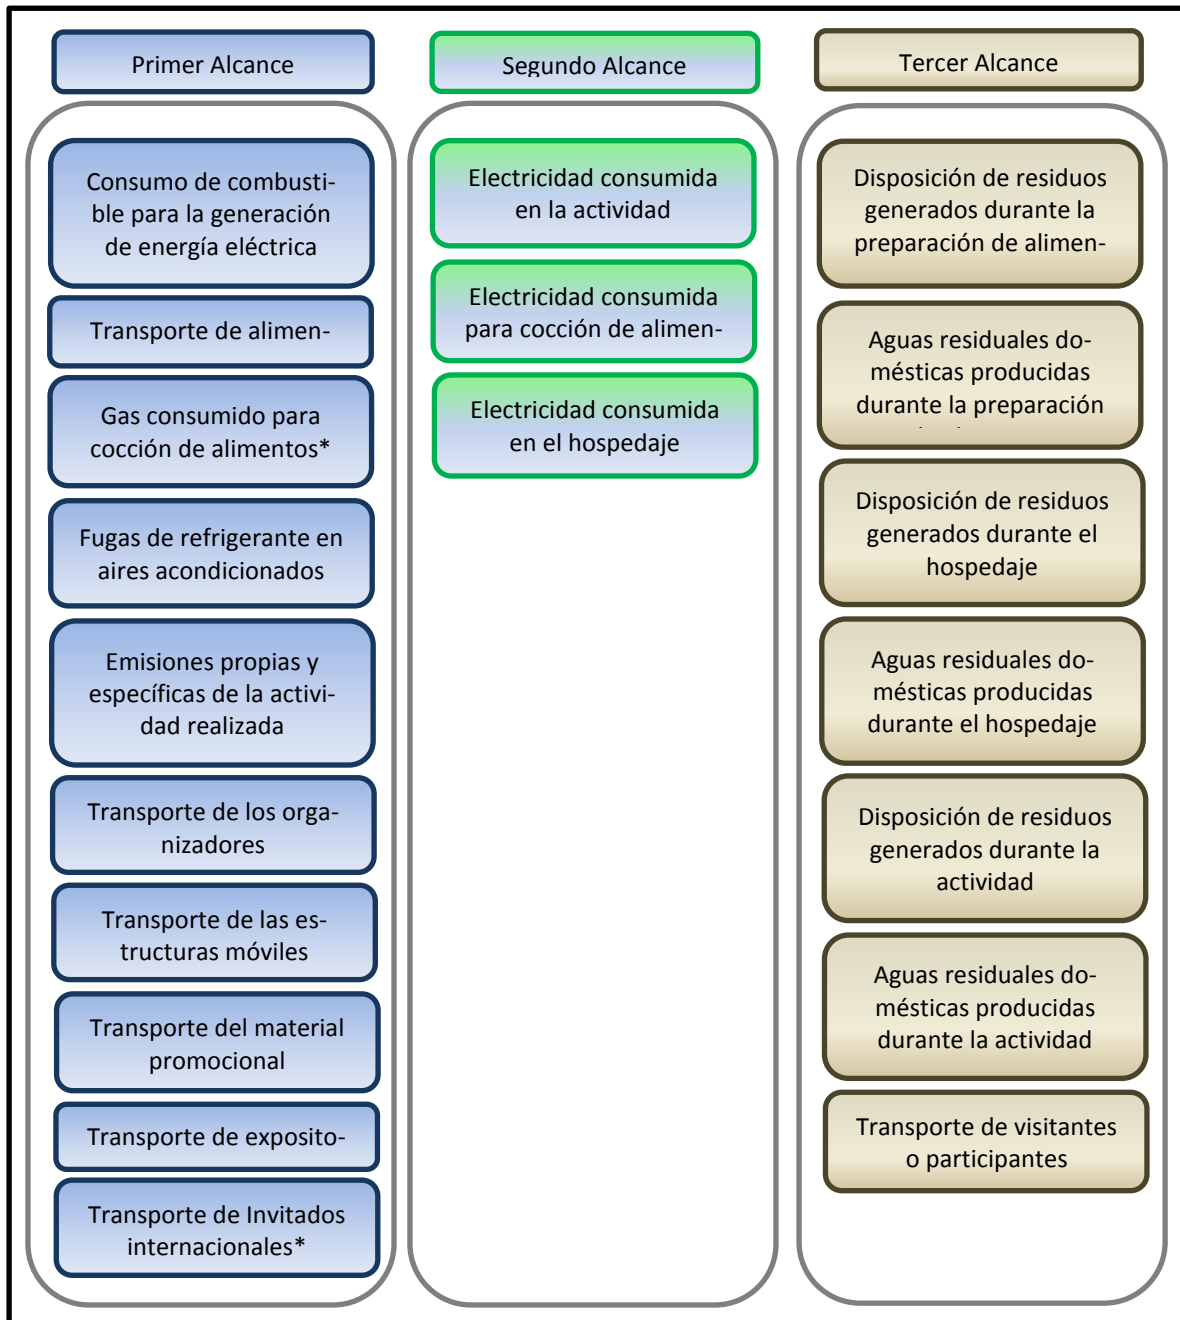 Primer Alcance
Consumo de combusti-
ble para la generación
de energía eléctrica
Transporte de alimen-
Gas consumido para
cocción de alimentos*
Fugas de refrigerante en
aires acondicionados
Emisiones propias y
específicas de la activi-
dad realizada
Transporte de los orga-
nizadores
Transporte de las es-
tructuras móviles
Transporte del material
promocional
Transporte de exposito-
Transporte de Invitados
internacionales*
Segundo Alcance
Electricidad consumida
en la actividad
Electricidad consumida
para cocción de alimen-
Electricidad consumida
en el hospedaje
Tercer Alcance
Disposición de residuos
generados durante la
preparación de alimen-
Aguas residuales do-
mésticas producidas
durante la preparación
Disposición de residuos
generados durante el
hospedaje
Aguas residuales do-
mésticas producidas
durante el hospedaje
Disposición de residuos
generados durante la
actividad
Aguas residuales do-
mésticas producidas
durante la actividad
Transporte de visitantes
o participantes